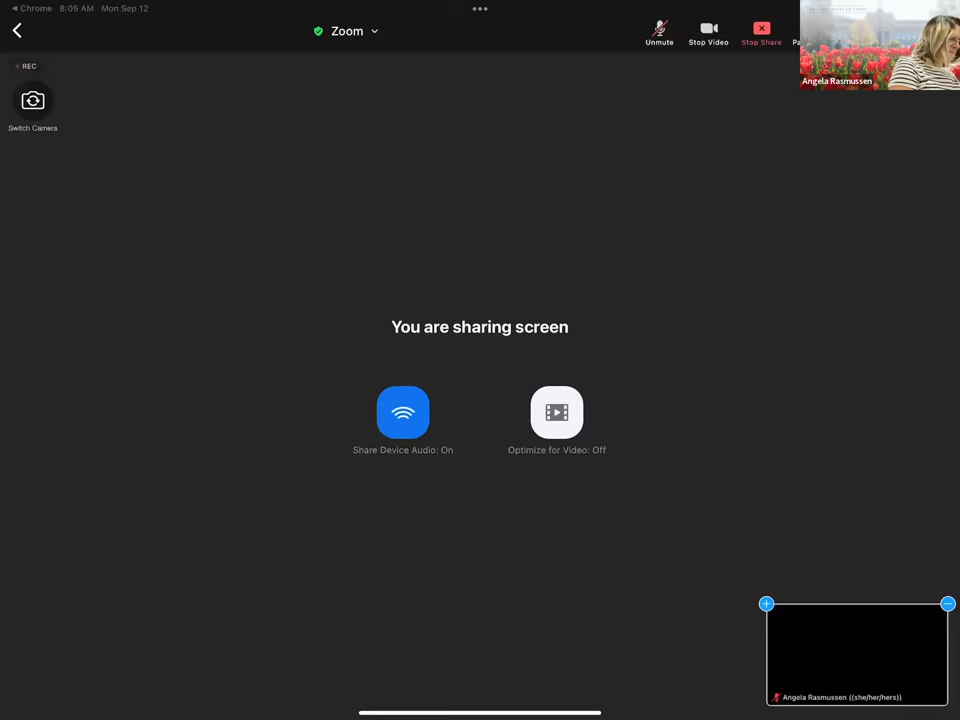 ◀ Chrome 8:05 AM Mon Sep 12
Zoom
Unmute
Stop Video
Stop Share
Pa
Angela Rasmussen
REC
Switch Camera
You are sharing screen
Share Device Audio: On
Optimize for Video: Off
Angela Rasmussen ((she/her/hers))